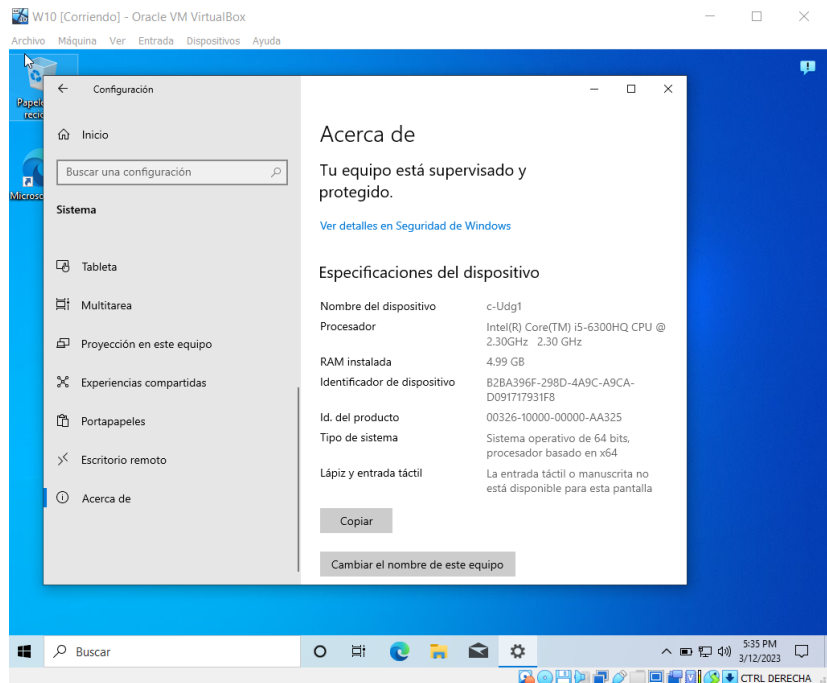 W10 [Corriendo] - Oracle VM VirtualBox
Archivo Máquina Ver Entrada Dispositivos Ayuda
Configuración
Inicio
Buscar una configuración
Sistema
Tableta
Multitarea
Proyección en este equipo
Experiencias compartidas
Portapapeles
Escritorio remoto
Acerca de
Acerca de
Tu equipo está supervisado y
protegido.
Ver detalles en Seguridad de Windows
Especificaciones del dispositivo
Nombre del dispositivo c-Udg1
Procesador Intel(R) Core(TM) i5-6300HQ CPU @
2.30GHz 2.30 GHz
RAM instalada 4.99 GB
Identificador de dispositivo B2BA396F-298D-4A9C-A9CA-
D091717931F8
Id. del producto 00326-10000-00000-AA325
Tipo de sistema Sistema operativo de 64 bits,
procesador basado en x64
Lápiz y entrada táctil La entrada táctil o manuscrita no
está disponible para esta pantalla
Copiar
Cambiar el nombre de este equipo
Buscar
5:35 PM
3/12/2023
CTRL DERECHA